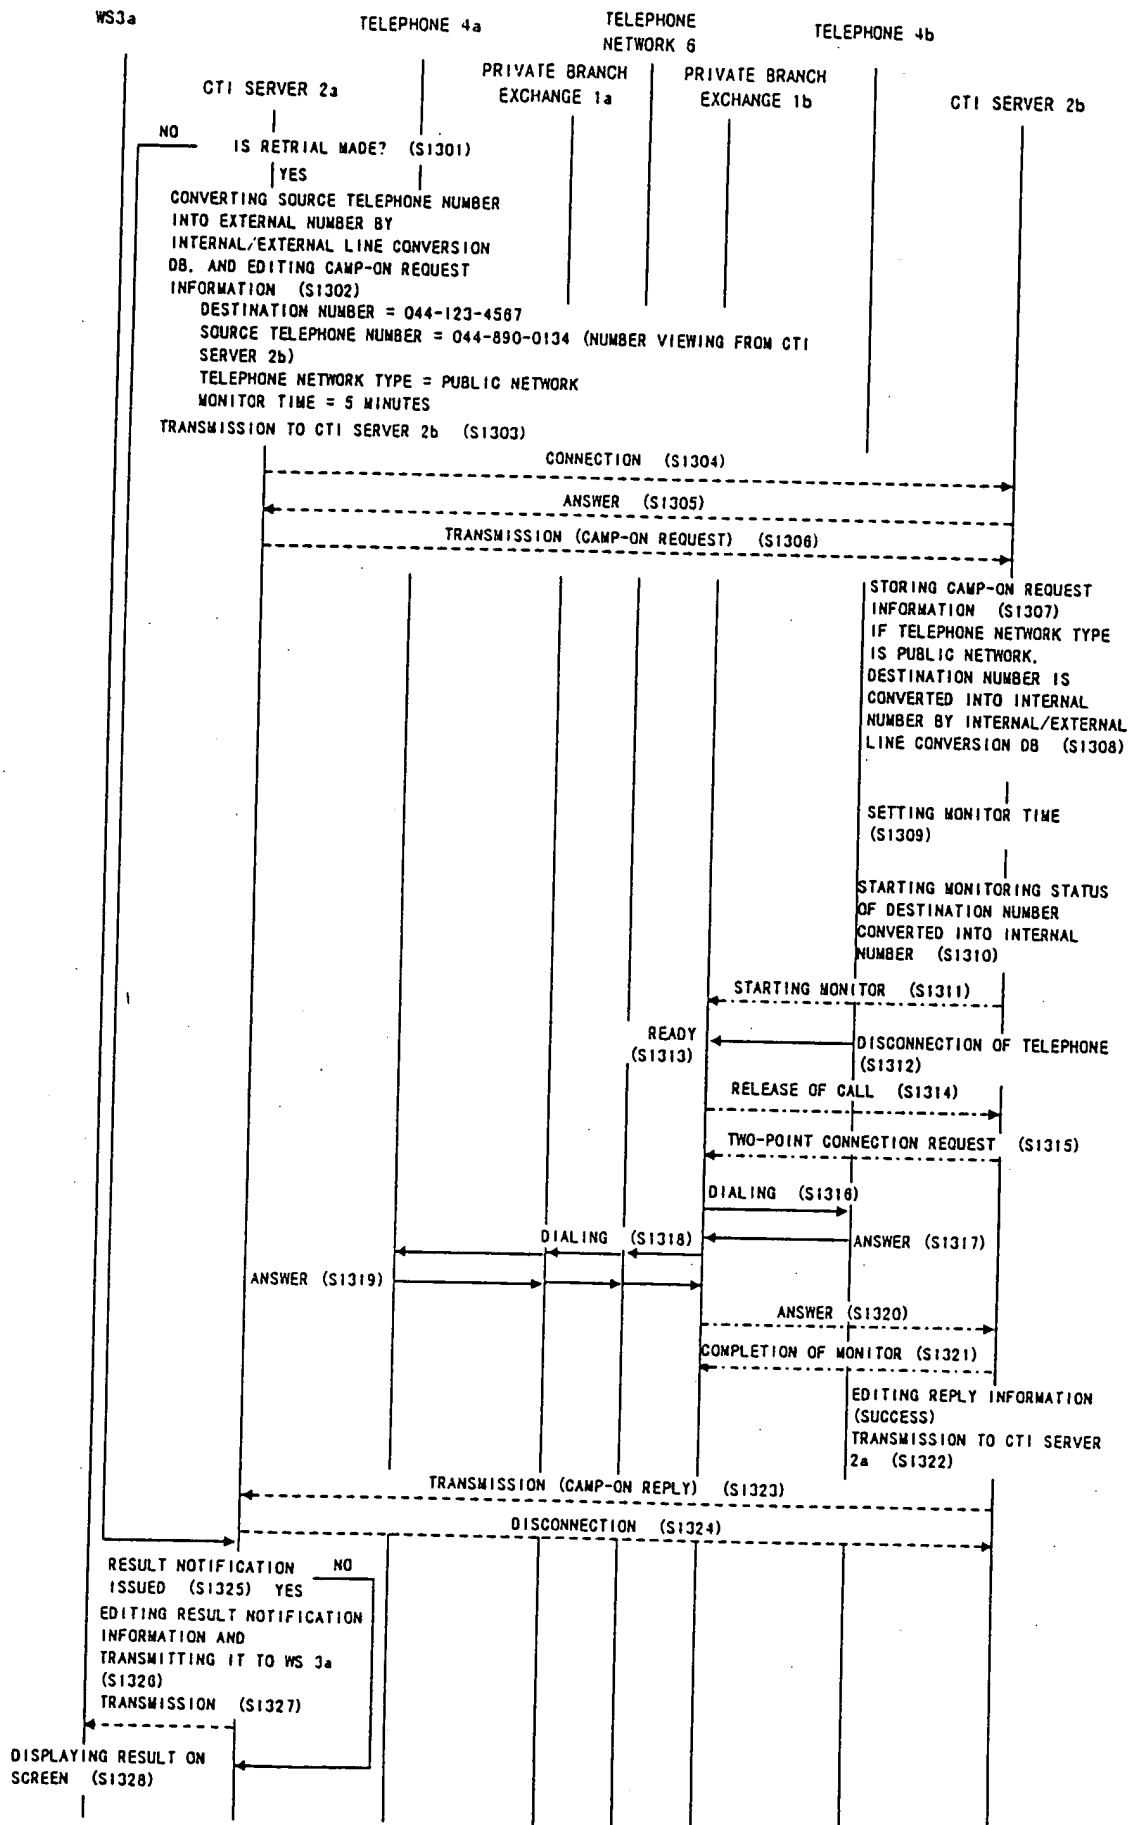 WS3a
TELEPHONE 4a
TELEPHONE
NETWORK 6
TELEPHONE 4b
CTI SERVER 2a
PRIVATE BRANCH
EXCHANGE 1a
PRIVATE BRANCH
EXCHANGE 1b
CTI SERVER 2b
NO
IS RETRIAL MADE? (S1301)
YES
CONVERTING SOURCE TELEPHONE NUMBER
INTO EXTERNAL NUMBER BY
INTERNAL/EXTERNAL LINE CONVERSION
DB, AND EDITING CAMP-ON REQUEST
INFORMATION (S1302)
DESTINATION NUMBER = 044-123-4567
SOURCE TELEPHONE NUMBER = 044-890-0134 (NUMBER VIEWING FROM CTI
SERVER 2b)
TELEPHONE NETWORK TYPE = PUBLIC NETWORK
MONITOR TIME = 5 MINUTES
TRANSMISSION TO CTI SERVER 2b (S1303)
CONNECTION (S1304)
ANSWER (S1305)
TRANSMISSION (CAMP-ON REQUEST) (S1306)
STORING CAMP-ON REQUEST
INFORMATION (S1307)
IF TELEPHONE NETWORK TYPE
IS PUBLIC NETWORK,
DESTINATION NUMBER IS
CONVERTED INTO INTERNAL
NUMBER BY INTERNAL/EXTERNAL
LINE CONVERSION DB (S1308)
SETTING MONITOR TIME
(S1309)
STARTING MONITORING STATUS
OF DESTINATION NUMBER
CONVERTED INTO INTERNAL
NUMBER (S1310)
STARTING MONITOR (S1311)
READY
(S1313)
DISCONNECTION OF TELEPHONE
(S1312)
RELEASE OF CALL (S1314)
TWO-POINT CONNECTION REQUEST (S1315)
DIALING (S1316)
DIALING (S1318)
ANSWER (S1317)
ANSWER (S1319)
ANSWER (S1320)
COMPLETION OF MONITOR (S1321)
EDITING REPLY INFORMATION
(SUCCESS)
TRANSMISSION TO CTI SERVER
2a (S1322)
TRANSMISSION (CAMP-ON REPLY) (S1323)
DISCONNECTION (S1324)
RESULT NOTIFICATION NO
ISSUED (S1325) YES
EDITING RESULT NOTIFICATION
INFORMATION AND
TRANSMITTING IT TO WS 3a
(S1326)
TRANSMISSION (S1327)
DISPLAYING RESULT ON
SCREEN (S1328)